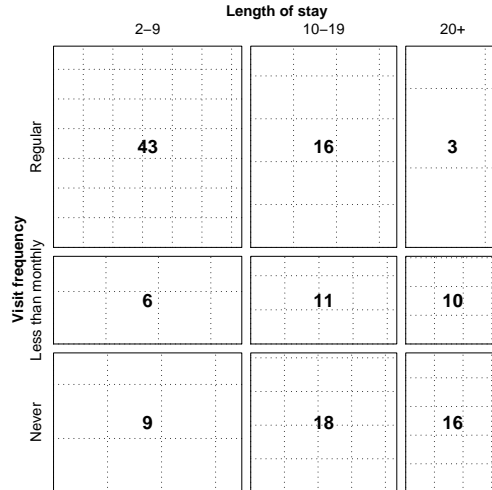 Length of stay
2–9 10–19 20+
Visit frequency
Regular
43 16 3
Less than monthly
6 11 10
Never
9 18 16